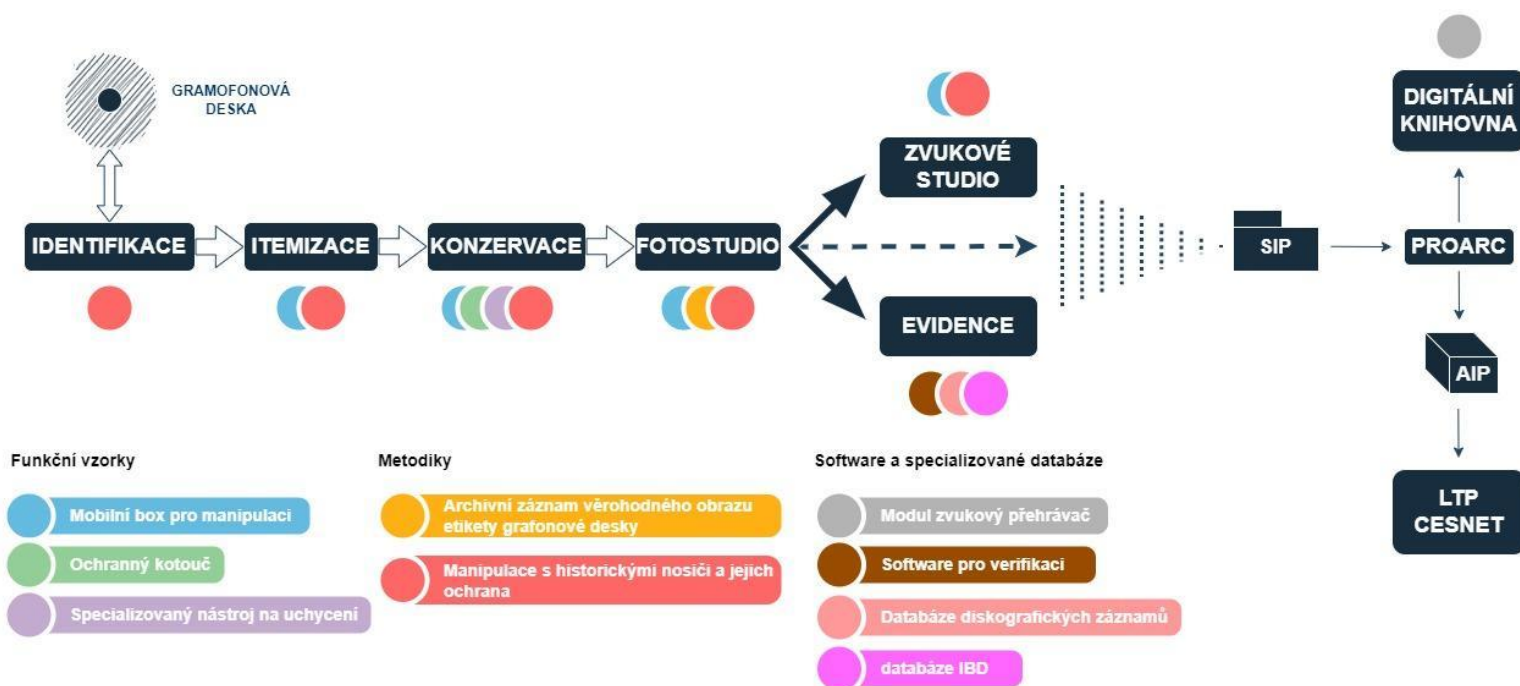 GRAMOFONOVÁ
DESKA
IDENTIFIKACE
ITEMIZACE
KONZERVACE
FOTOSTUDIO
ZVUKOVÉ
STUDIO
EVIDENCE
SIP
PROARC
DIGITÁLNÍ
KNIHOVNA
AIP
LTP
CESNET
Funkční vzorky
Mobilní box pro manipulaci
Ochranný kotouč
Specializovaný nástroj na uchycení
Metodiky
Archivní záznam věrohodného obrazu
etikety grafonové desky
Manipulace s historickými nosiči a jejich
ochrana
Software a specializované databáze
Modul zvukový přehrávač
Software pro verifikaci
Databáze diskografických záznamů
databáze IBD